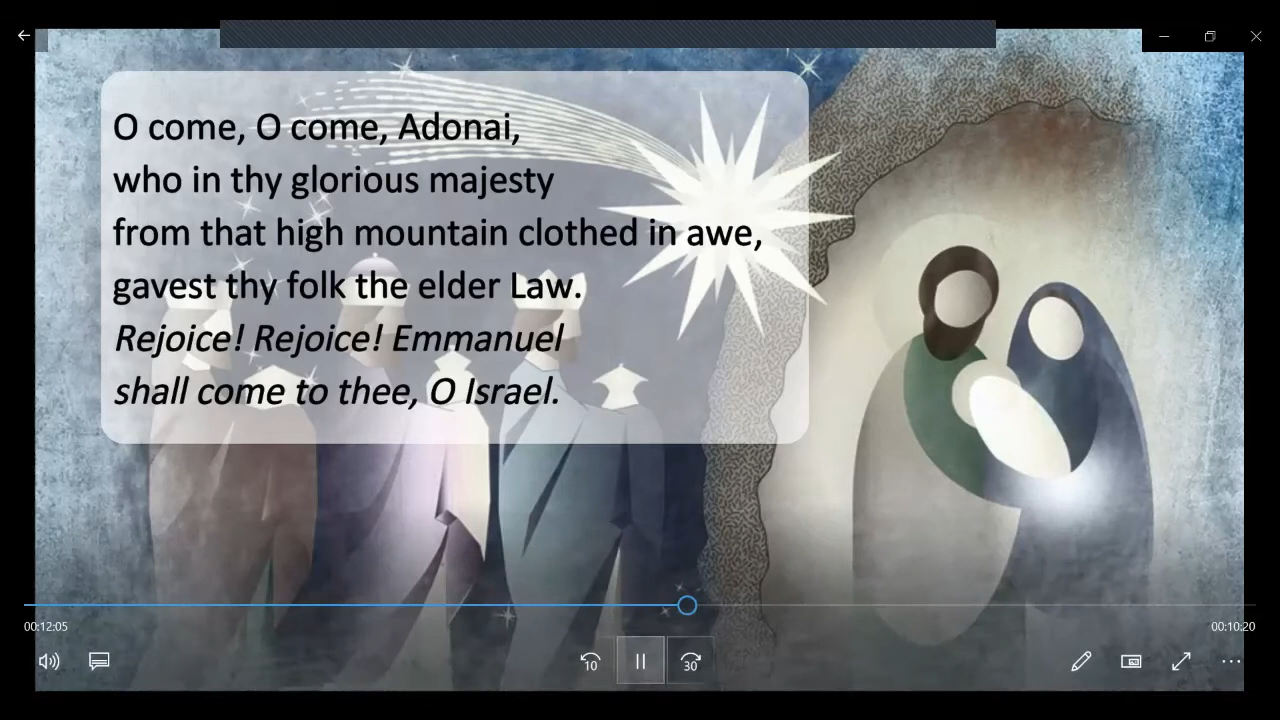 O come, O come, Adonai,
who in thy glorious majesty
from that high mountain clothed in awe,
gavest thy folk the elder Law.
Rejoice! Rejoice! Emmanuel
shall come to thee, O Israel.
00:12:05
00:10:20
10
30